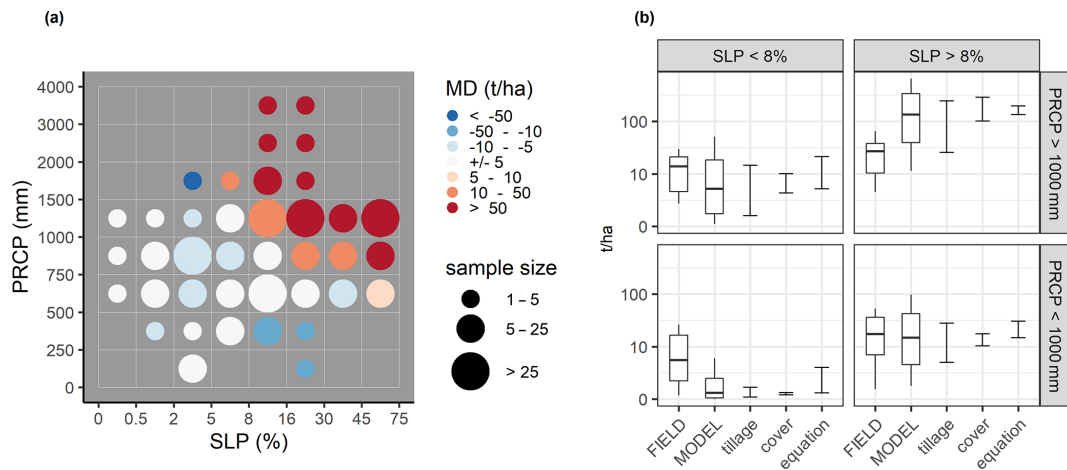 (a)
PRCP (mm)
4000
3000
2000
1500
1000
750
500
250
0
0 0.5 2 5 8 16 30 45 75
SLP (%)
MD (t/ha)
< -50
-50 - -10
-10 - -5
+/- 5
5 - 10
10 - 50
> 50
sample size
1 – 5
5 – 25
> 25
(b)
SLP < 8%
SLP > 8%
PRCP > 1000 mm
PRCP < 1000 mm
t/ha
100
10
0
100
10
0
FIELD MODEL tillage cover equation
FIELD MODEL tillage cover equation